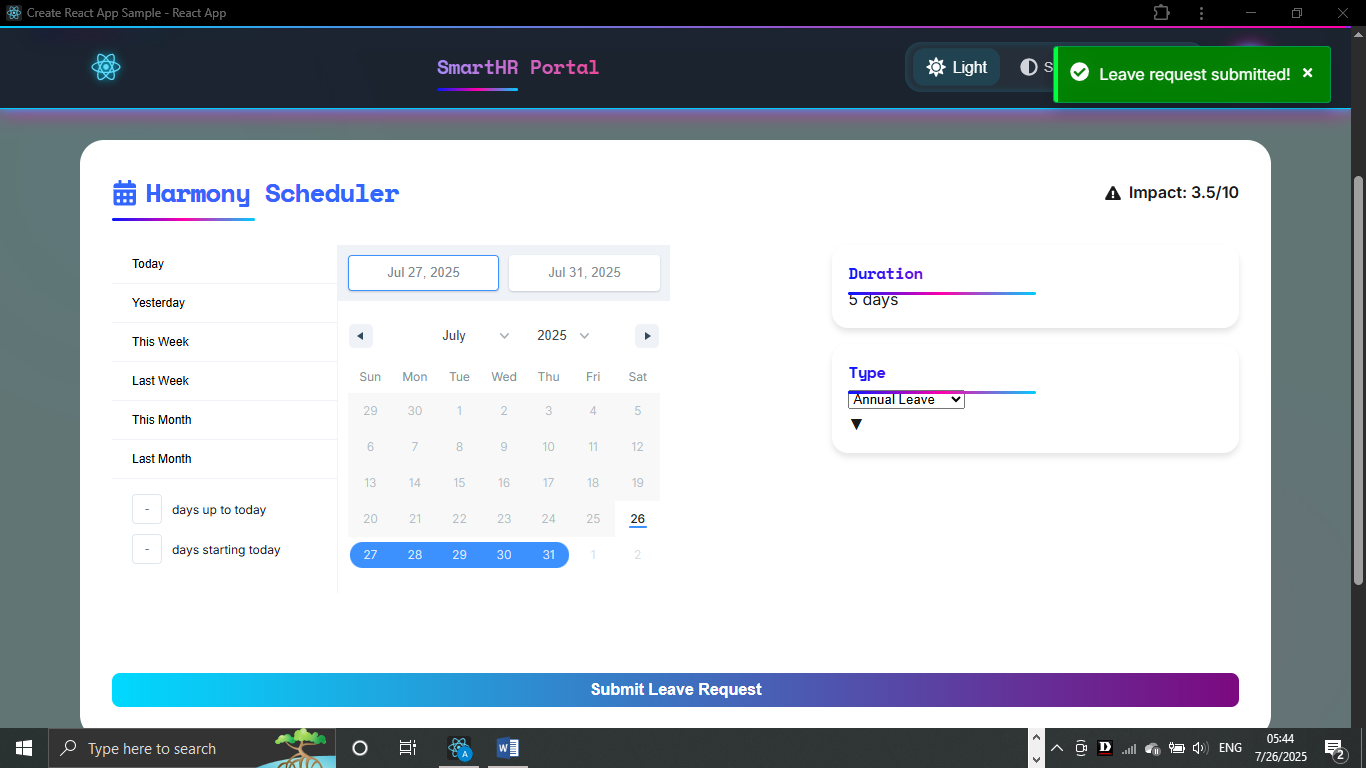 Create React App Sample - React App
SmartHR Portal
Light
S
Leave request submitted!
Harmony Scheduler
Impact: 3.5/10
Today
Yesterday
This Week
Last Week
This Month
Last Month
- days up to today
- days starting today
Jul 27, 2025 Jul 31, 2025
July 2025
Sun Mon Tue Wed Thu Fri Sat
29 30 1 2 3 4 5
6 7 8 9 10 11 12
13 14 15 16 17 18 19
20 21 22 23 24 25 26
27 28 29 30 31 1 2
Duration
5 days
Type
Annual Leave
Submit Leave Request
Type here to search
A
W
D
ENG
05:44
7/26/2025
2